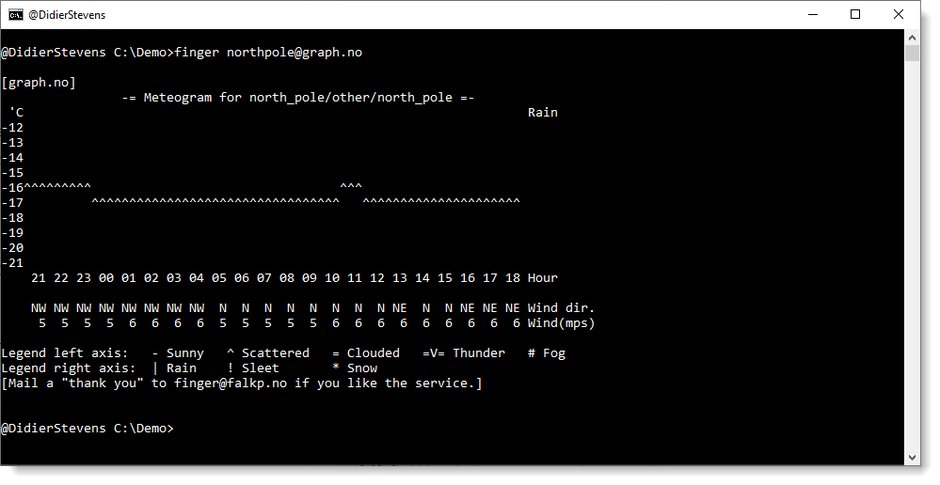 @DidierStevens
@DidierStevens C:\Demo>finger northpole@graph.no
[graph.no]
                -= Meteogram for north_pole/other/north_pole =-
 'C                                                                   Rain
-12
-13
-14
-15
-16^^^^^^^^^                                 ^^^
-17         ^^^^^^^^^^^^^^^^^^^^^^^^^^^^^^^^^   ^^^^^^^^^^^^^^^^^^^^^
-18
-19
-20
-21
    21 22 23 00 01 02 03 04 05 06 07 08 09 10 11 12 13 14 15 16 17 18 Hour
    NW NW NW NW NW NW NW NW  N  N  N  N  N  N  N  N NE  N  N NE NE NE Wind dir.
     5  5  5  6  6  6  6  5  5  5  5  5  6  6  6  6  6  6  6  6  6  6 Wind(mps)
Legend left axis:   - Sunny   ^ Scattered   = Clouded   =V= Thunder   # Fog
Legend right axis:  | Rain    ! Sleet       * Snow
[Mail a "thank you" to finger@falkp.no if you like the service.]
@DidierStevens C:\Demo>